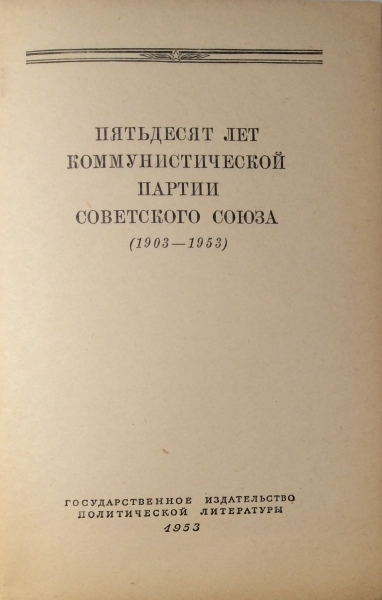 ПЯТЬДЕСЯТ ЛЕТ
КОММУНИСТИЧЕСКОЙ
ПАРТИИ
СОВЕТСКОГО СОЮЗА
(1903—1953)
ГОСУДАРСТВЕННОЕ ИЗДАТЕЛЬСТВО
ПОЛИТИЧЕСКОЙ ЛИТЕРАТУРЫ
1953